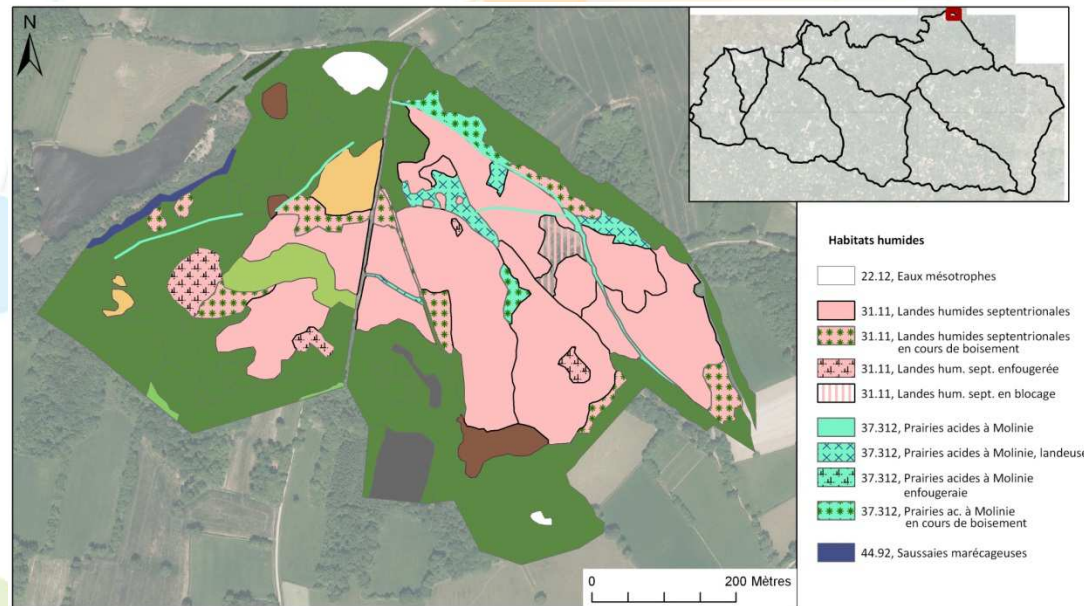 N
Habitats humides
22.12, Eaux mésotrophes
31.11, Landes humides septentrionales
31.11, Landes humides septentrionales
en cours de boisement
31.11, Landes hum. sept. enfougerée
31.11, Landes hum. sept. en blocage
37.312, Prairies acides à Molinie
37.312, Prairies acides à Molinie, landeuse
37.312, Prairies acides à Molinie
enfougeraie
37.312, Prairies ac. à Molinie
en cours de boisement
44.92, Saussaies marécageuses
0 200 Mètres